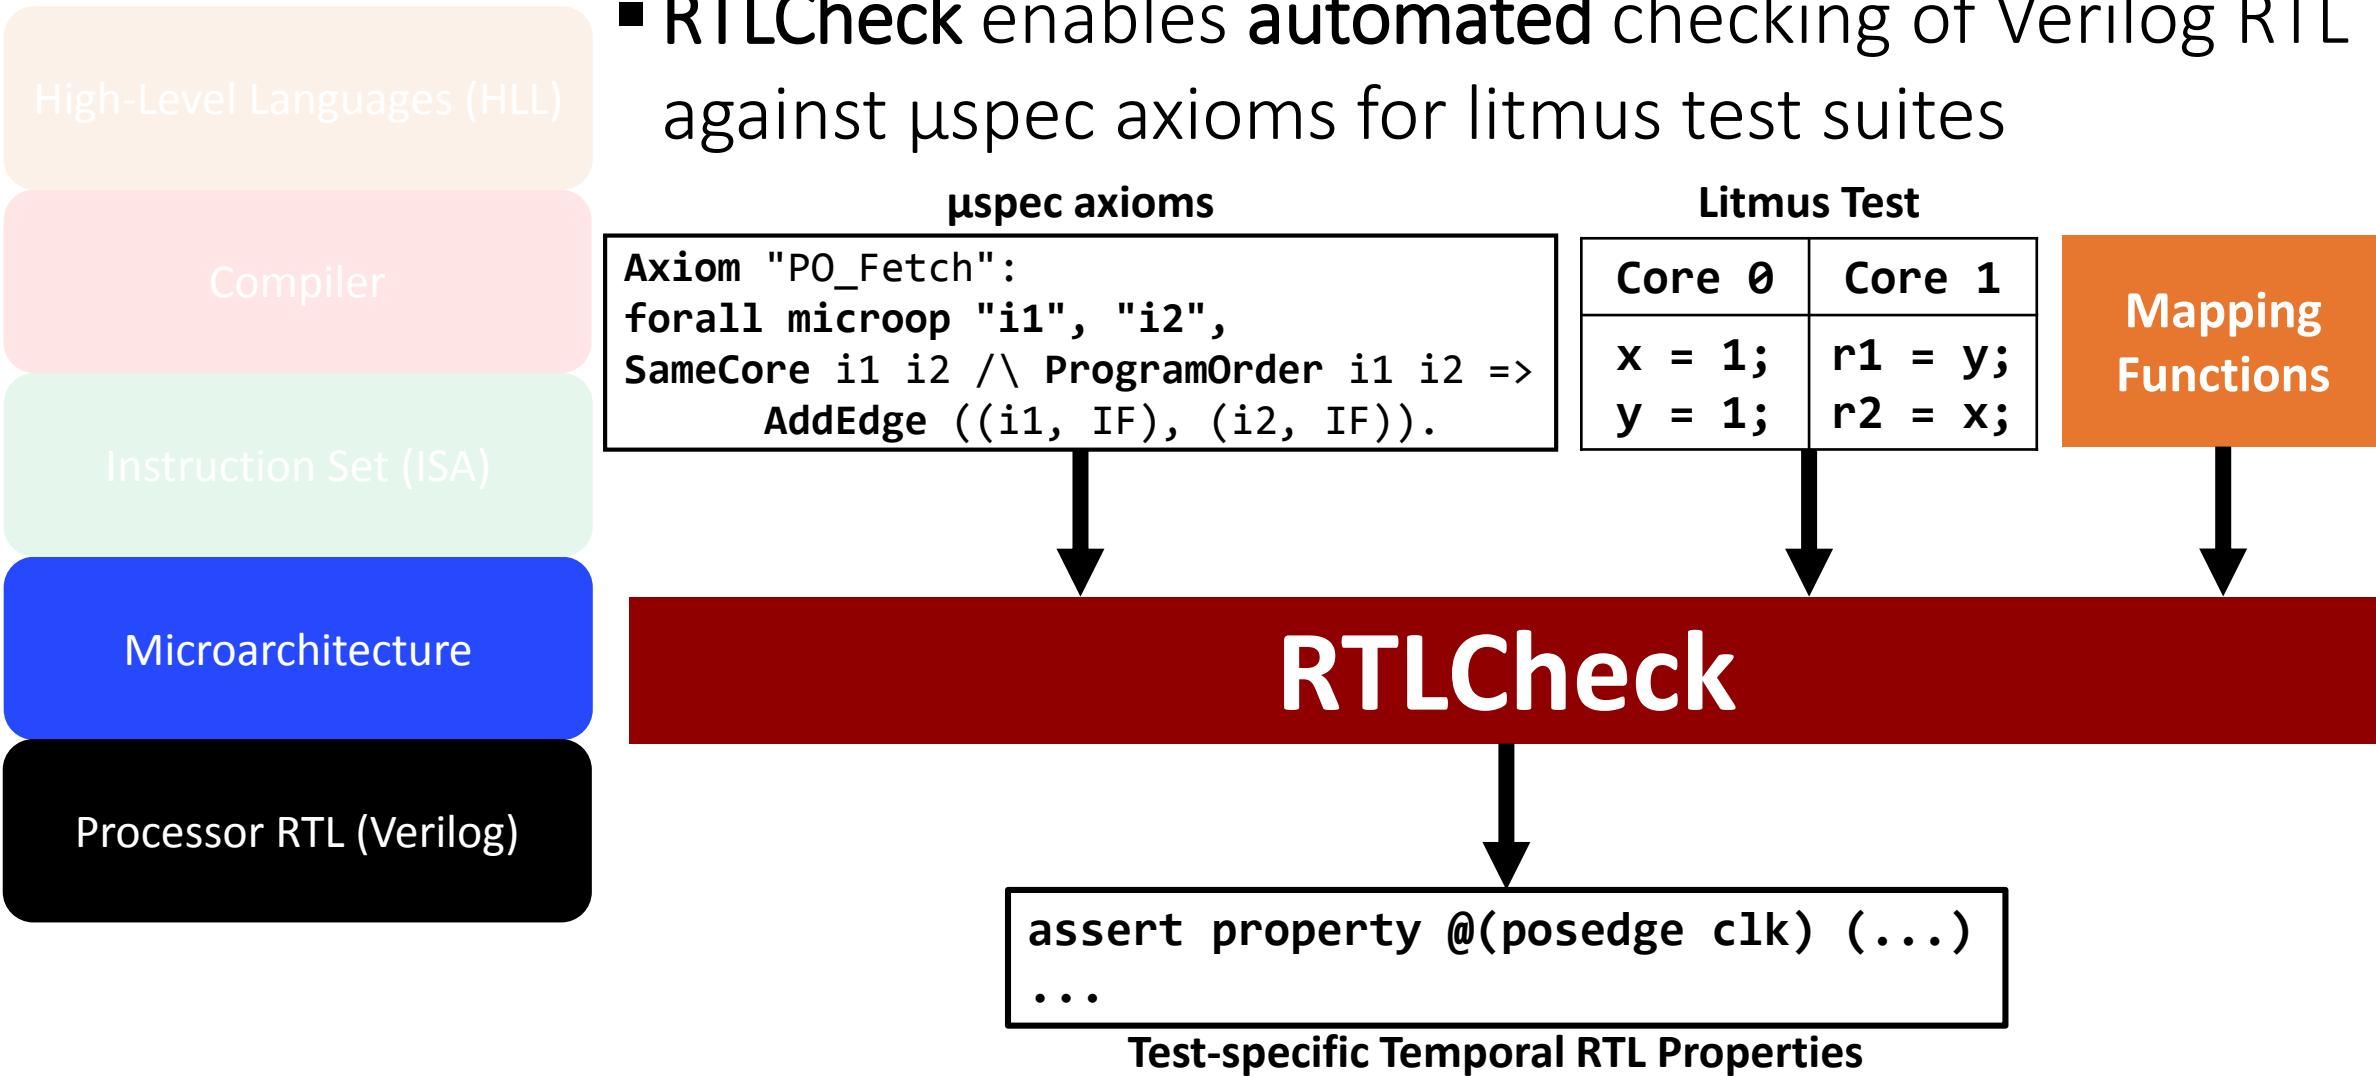 ▪ RTLCheck enables automated checking of Verilog RTL
against µspec axioms for litmus test suites
High-Level Languages (HLL)
Compiler
Instruction Set (ISA)
Microarchitecture
Processor RTL (Verilog)
µspec axioms
Axiom "PO_Fetch":
forall microop "i1", "i2",
SameCore i1 i2 /\ ProgramOrder i1 i2 =>
AddEdge ((i1, IF), (i2, IF)).
Litmus Test
Core 0 Core 1
x = 1; r1 = y;
y = 1; r2 = x;
Mapping
Functions
RTLCheck
assert property @(posedge clk) (...)
...
Test-specific Temporal RTL Properties